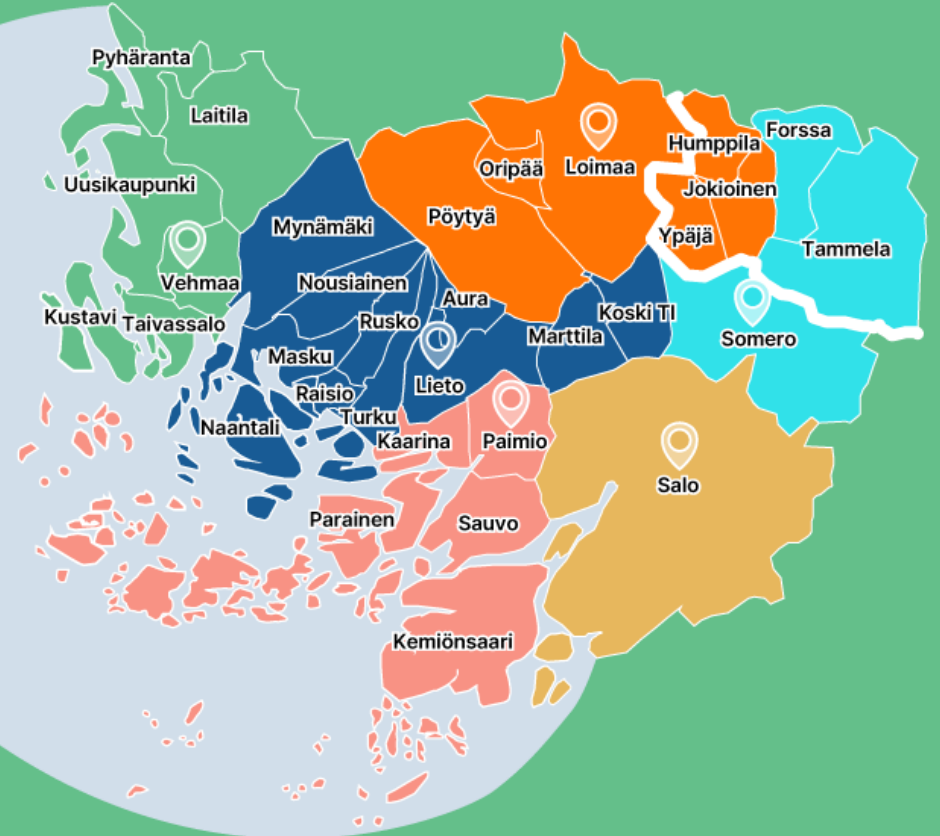 Pyhäranta
Laitila
Forssa
Humppila
Loimaa
Oripää
Uusikaupunki
Jokioinen
Pöytyä
Mynämäki
Ypäjä
Tammela
Vehmaa
Nousiainen
Aura
Koski Tl
Kustavi
Taivassalo
Rusko
Marttila
Somero
Masku
Lieto
Raisio
Turku
Naantali
Kaarina
Paimio
Salo
Parainen
Sauvo
Kemiönsaari